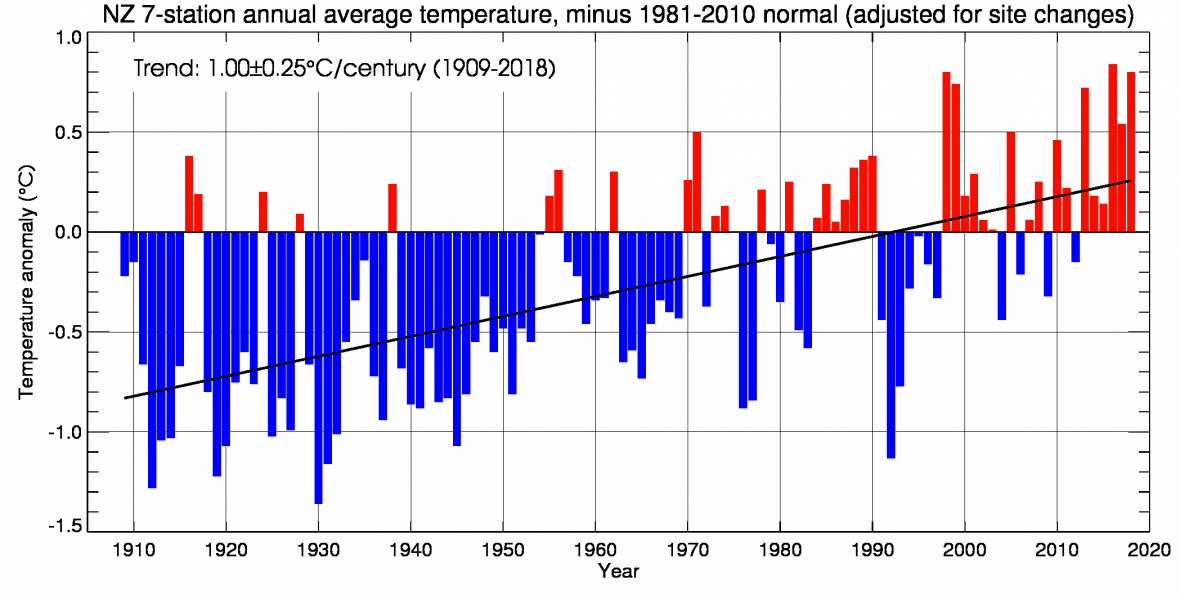 NZ 7-station annual average temperature, minus 1981-2010 normal (adjusted for site changes)
Trend: 1.00±0.25°C/century (1909-2018)
1.0
0.5
0.0
-0.5
-1.0
-1.5
Temperature anomaly (°C)
1910 1920 1930 1940 1950 1960 1970 1980 1990 2000 2010 2020
Year